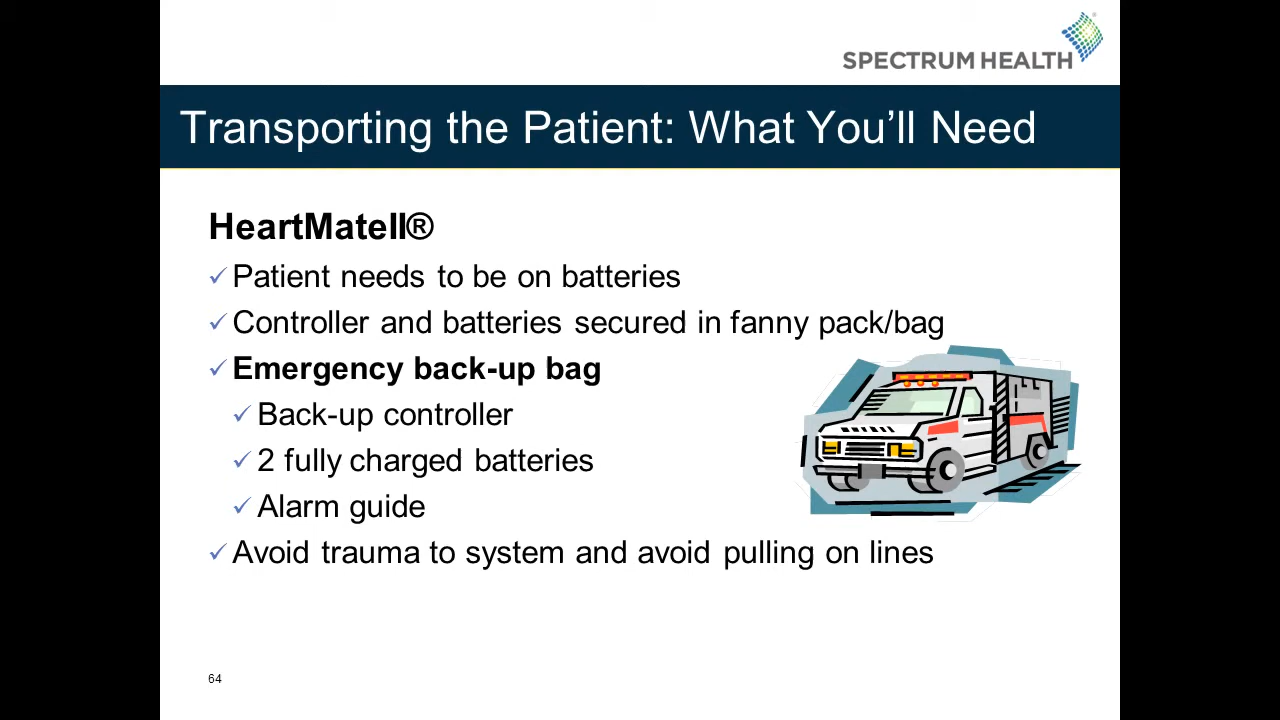 SPECTRUM HEALTH
Transporting the Patient: What You’ll Need
HeartMateII®
✓ Patient needs to be on batteries
✓ Controller and batteries secured in fanny pack/bag
✓ Emergency back-up bag
✓ Back-up controller
✓ 2 fully charged batteries
✓ Alarm guide
✓ Avoid trauma to system and avoid pulling on lines
64